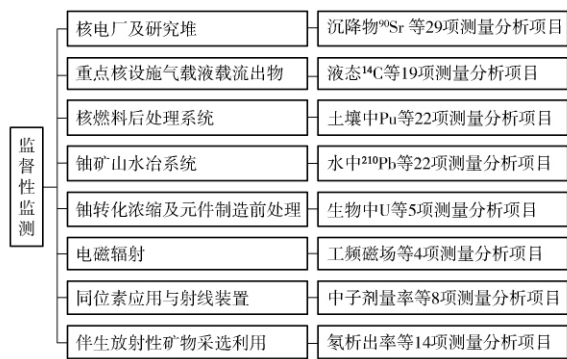 监督性监测
核电厂及研究堆
沉降物⁹⁰Sr 等29项测量分析项目
重点核设施气载液载流出物
液态¹⁴C等19项测量分析项目
核燃料后处理系统
土壤中Pu等22项测量分析项目
铀矿山水冶系统
水中²¹⁰Pb等22项测量分析项目
铀转化浓缩及元件制造前处理
生物中U等5项测量分析项目
电磁辐射
工频磁场等4项测量分析项目
同位素应用与射线装置
中子剂量率等8项测量分析项目
伴生放射性矿物采选利用
氡析出率等14项测量分析项目